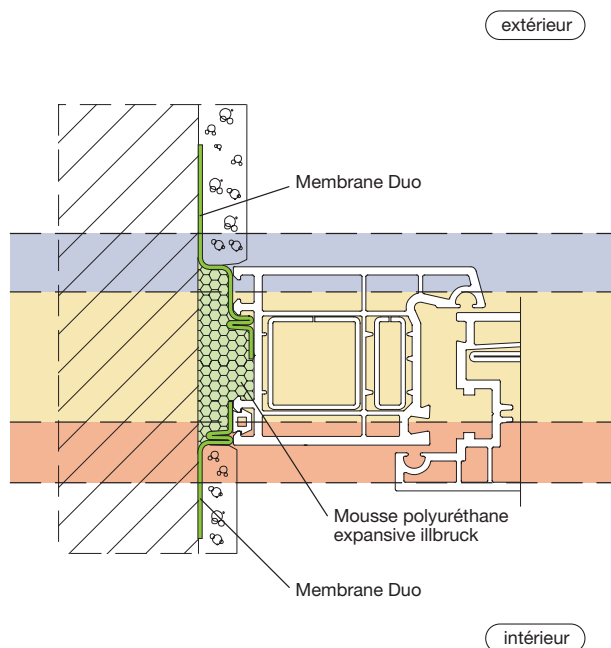 extérieur
Membrane Duo
Mousse polyuréthane
expansive illbruck
Membrane Duo
intérieur